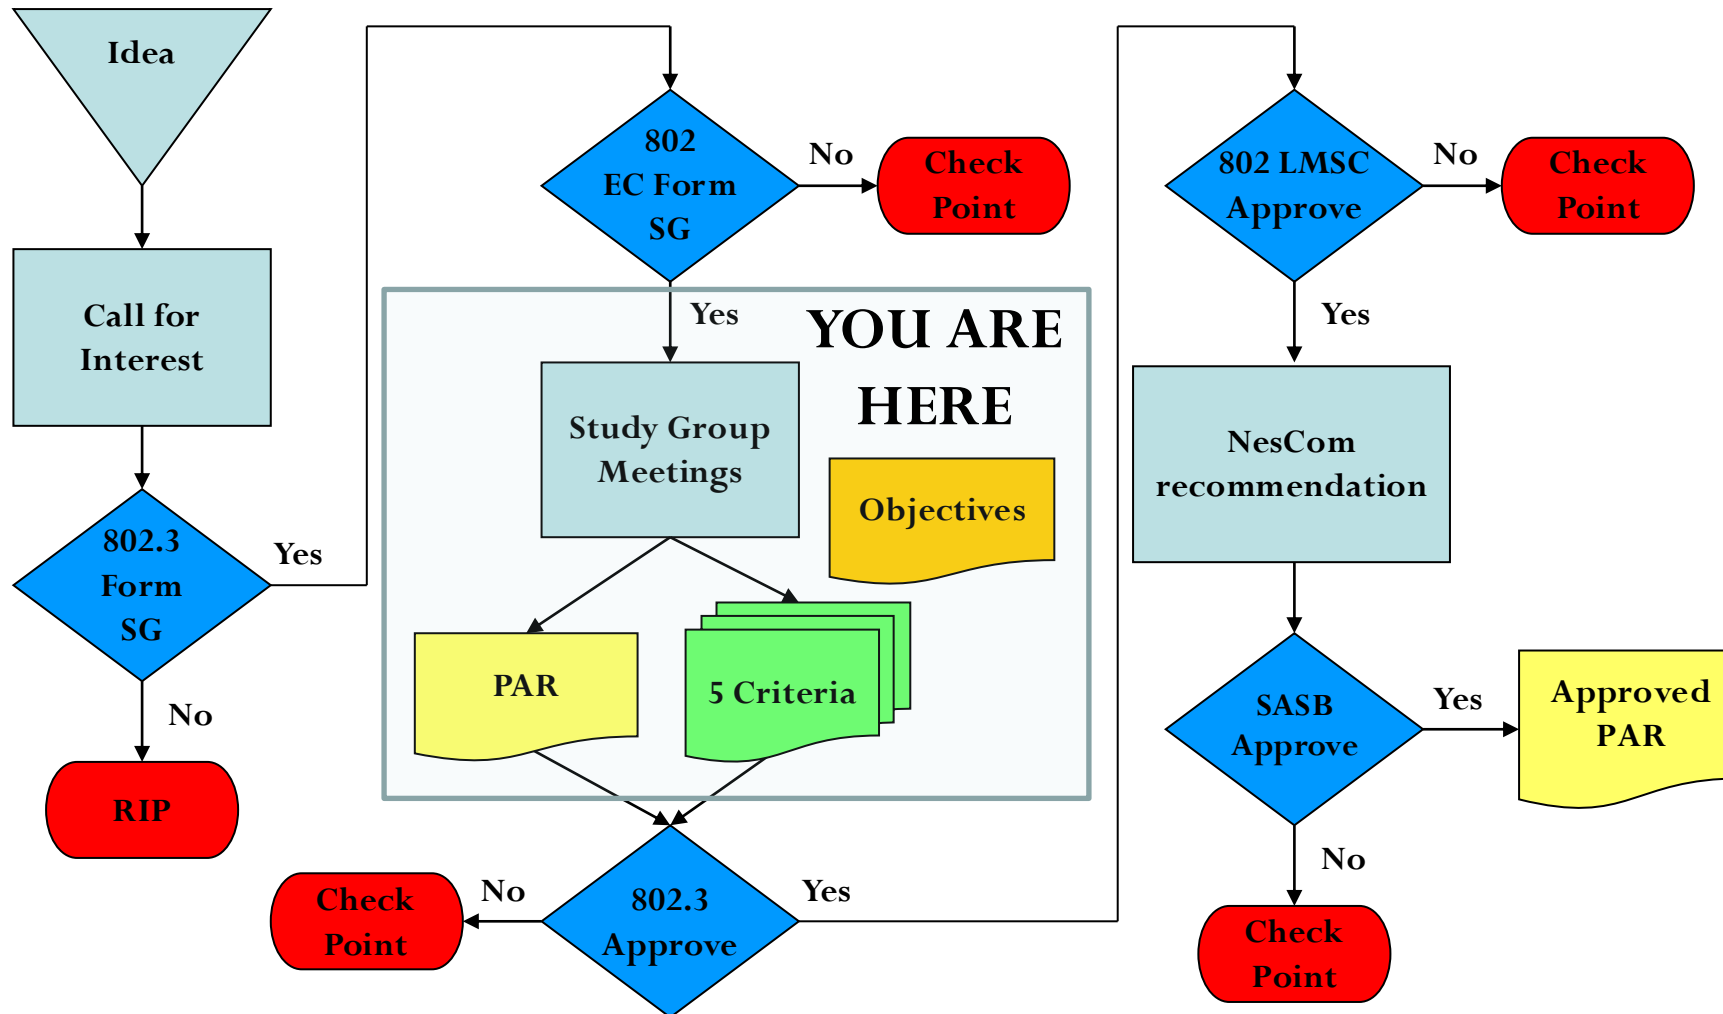 Idea
Call for
Interest
802.3
Form
SG
Yes
No
RIP
802
EC Form
SG
No
Check
Point
Yes
YOU ARE
HERE
Study Group
Meetings
Objectives
PAR
5 Criteria
802.3
Approve
No
Check
Point
Yes
802 LMSC
Approve
No
Check
Point
Yes
NesCom
recommendation
SASB
Approve
Yes
Approved
PAR
No
Check
Point